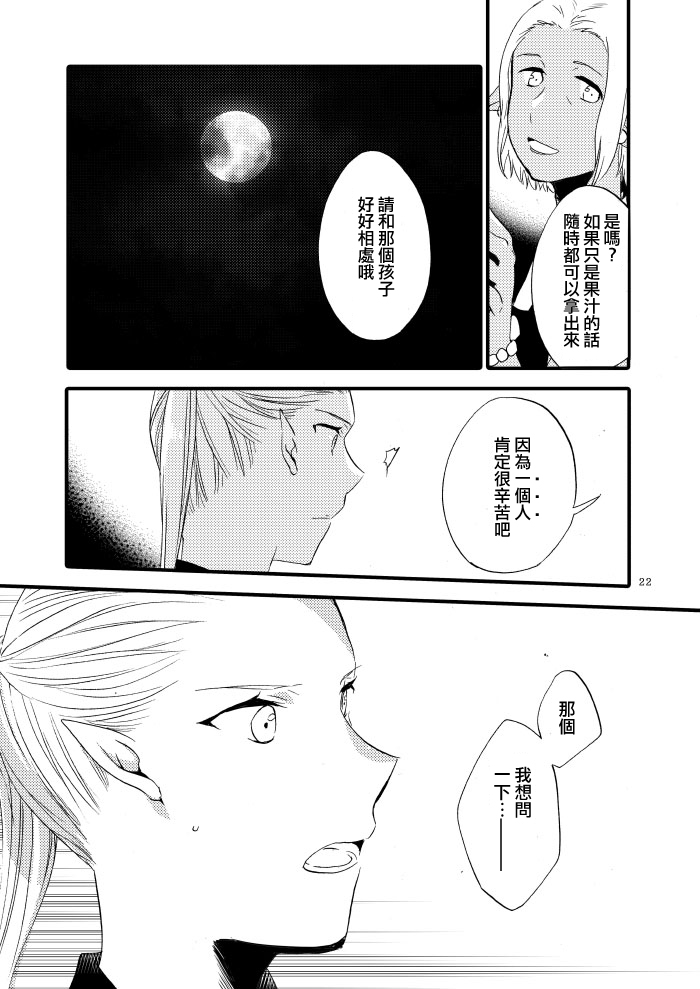 是嗎？
如果只是果汁的話
隨時都可以拿出來
請和那個孩子
好好相處哦
因為一個人
肯定很辛苦吧
22
那個
我想問
一下…——